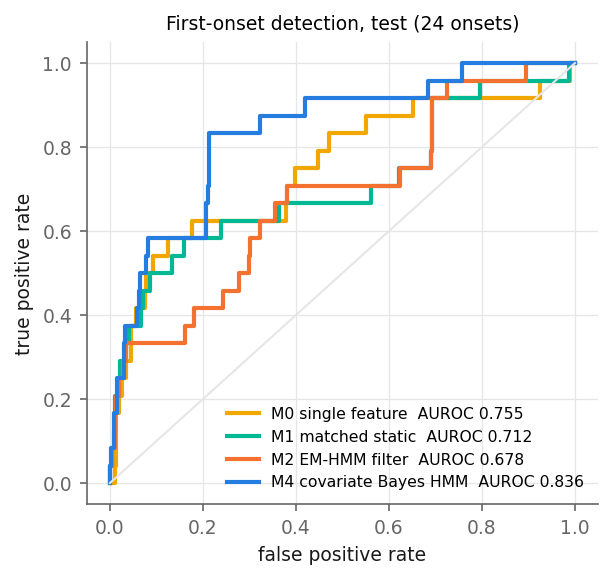 First-onset detection, test (24 onsets)
1.0
0.8
0.6
0.4
0.2
0.0
true positive rate
M0 single feature AUROC 0.755
M1 matched static AUROC 0.712
M2 EM-HMM filter AUROC 0.678
M4 covariate Bayes HMM AUROC 0.836
0.0 0.2 0.4 0.6 0.8 1.0
false positive rate